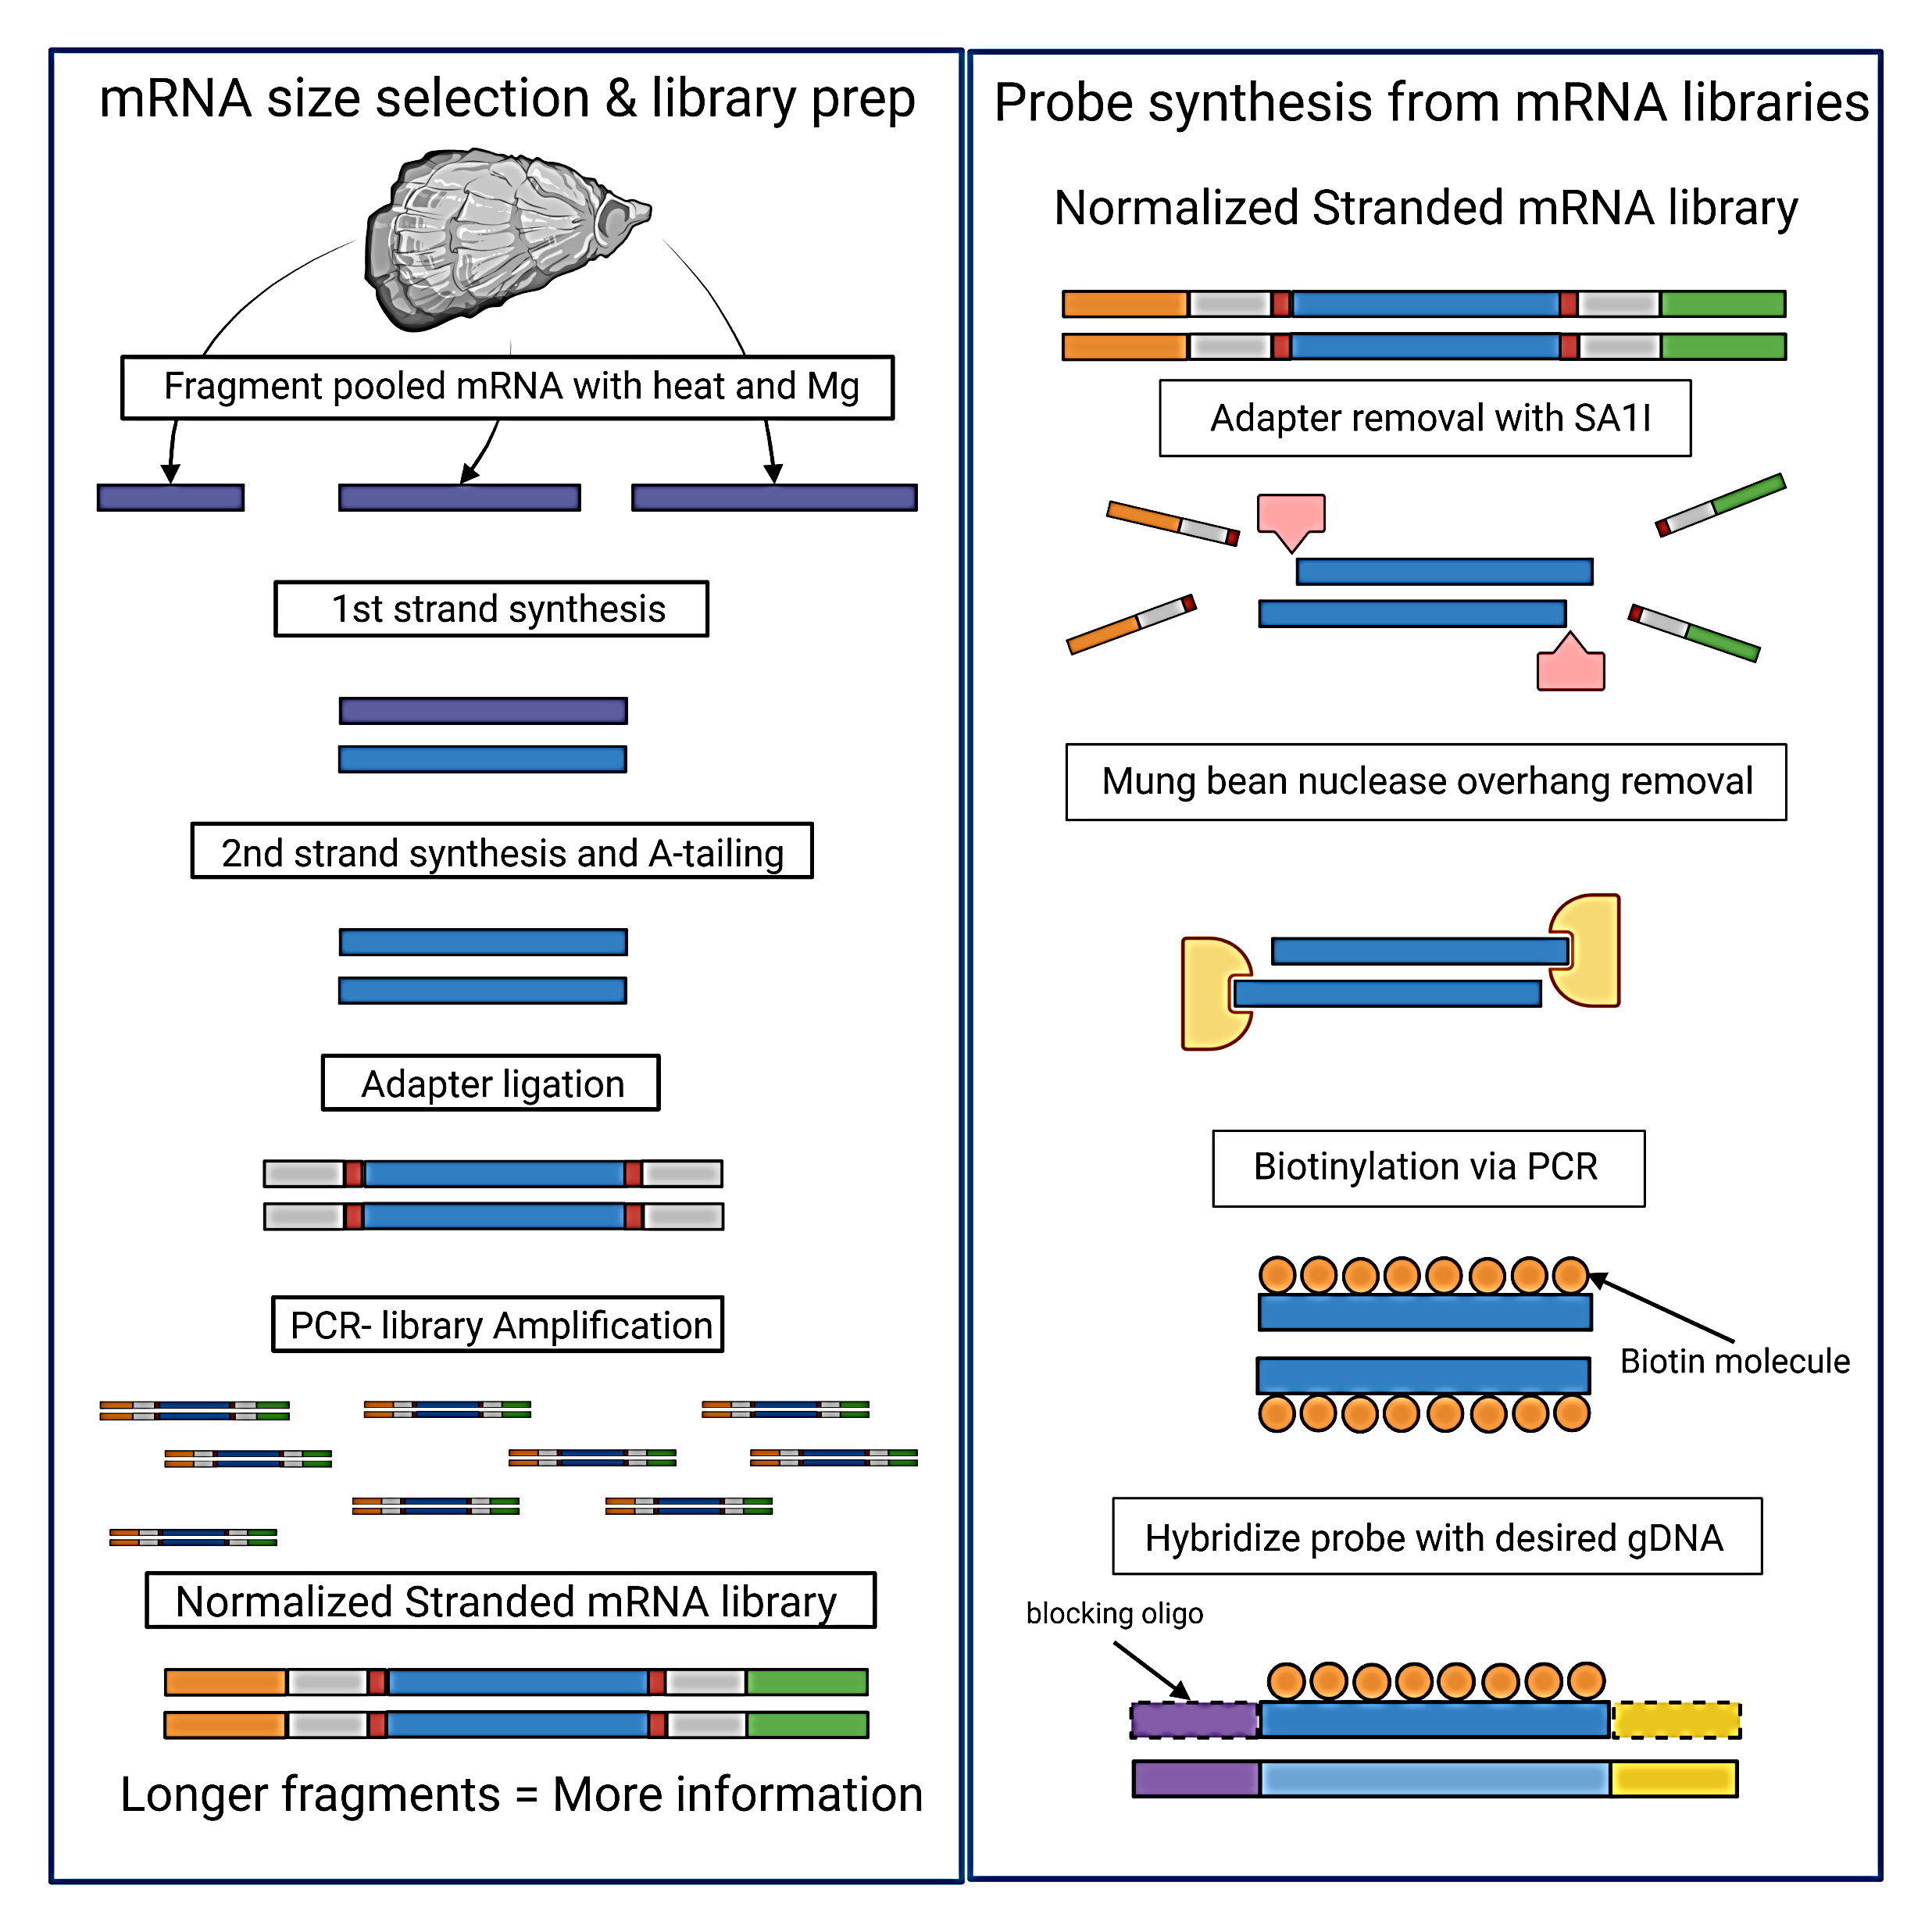 mRNA size selection & library prep
Fragment pooled mRNA with heat and Mg
1st strand synthesis
2nd strand synthesis and A-tailing
Adapter ligation
PCR- library Amplification
Normalized Stranded mRNA library
Longer fragments = More information
Probe synthesis from mRNA libraries
Normalized Stranded mRNA library
Adapter removal with SA1I
Mung bean nuclease overhang removal
Biotinylation via PCR
Biotin molecule
Hybridize probe with desired gDNA
blocking oligo